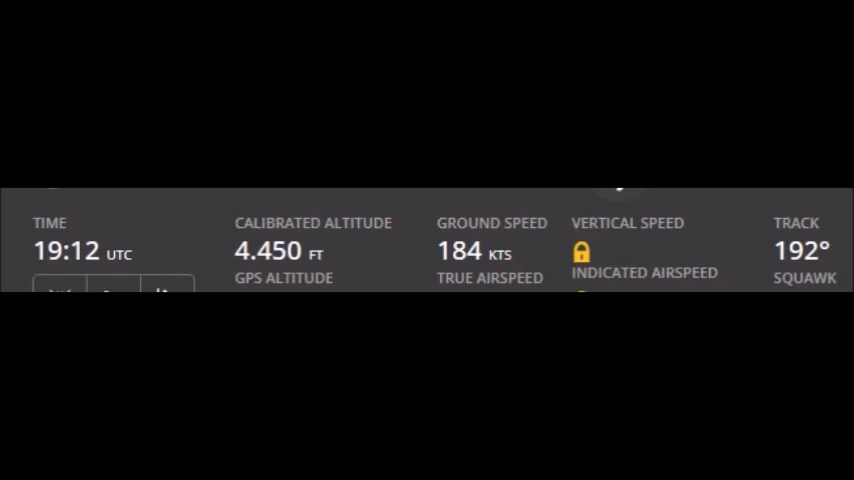 TIME CALIBRATED ALTITUDE GROUND SPEED VERTICAL SPEED TRACK
19:12 UTC 4.450 FT 184 KTS 192°
GPS ALTITUDE TRUE AIRSPEED INDICATED AIRSPEED SQUAWK